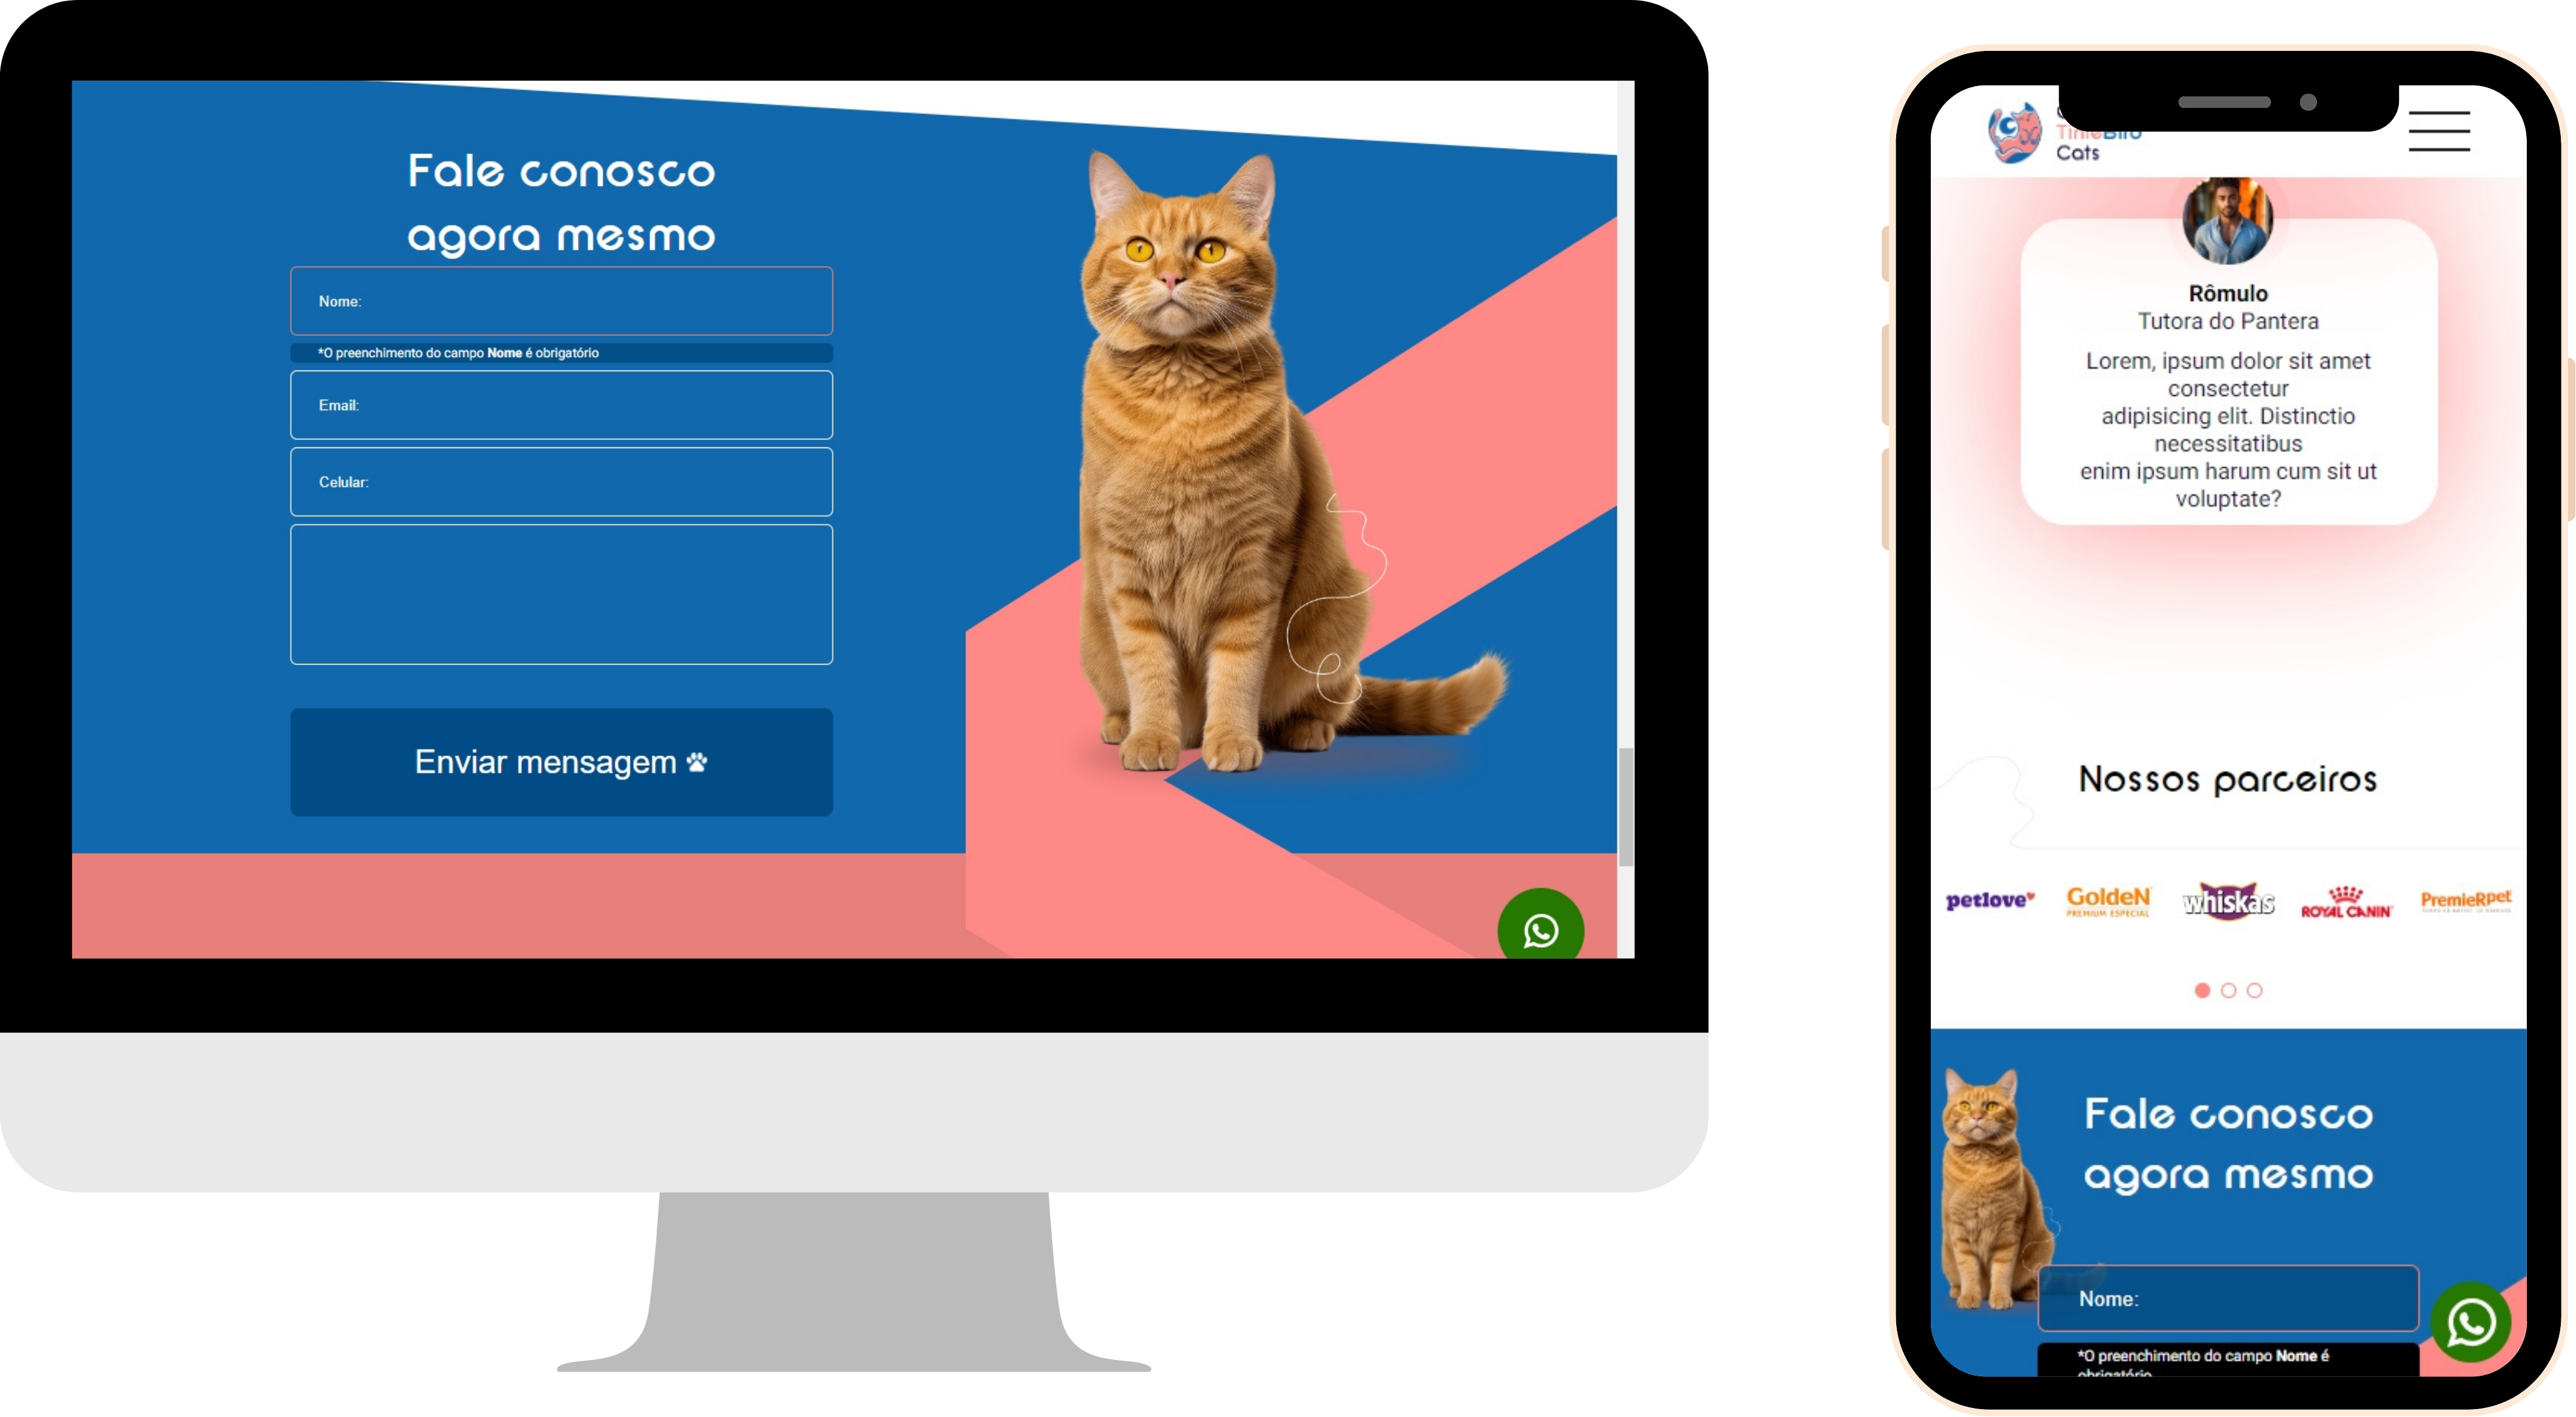 Fale conosco
agora mesmo
Nome:
*O preenchimento do campo Nome é obrigatório
Email:
Celular:
Enviar mensagem
Cats
Rômulo
Tutora do Pantera
Lorem, ipsum dolor sit amet
consectetur
adipisicing elit. Distinctio
necessitatibus
enim ipsum harum cum sit ut
voluptate?
Nossos parceiros
petlove
GoldeN
PREMIUM ESPECIAL
whiskas
ROYAL CANIN
PremieRpet
Fale conosco
agora mesmo
Nome:
*O preenchimento do campo Nome é
obrigatório